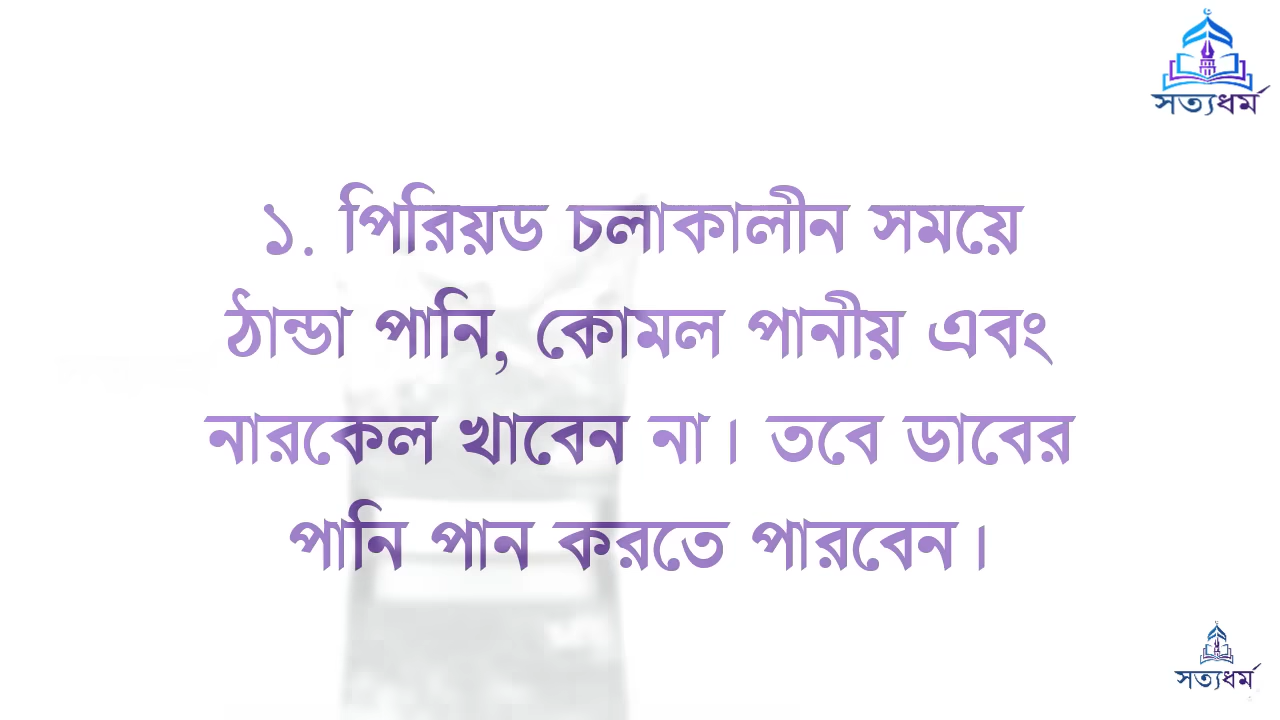 সত্যধর্ম
১. পিরিয়ড চলাকালীন সময়ে
ঠান্ডা পানি, কোমল পানীয় এবং
নারকেল খাবেন না। তবে ডাবের
পানি পান করতে পারবেন।
সত্যধর্ম